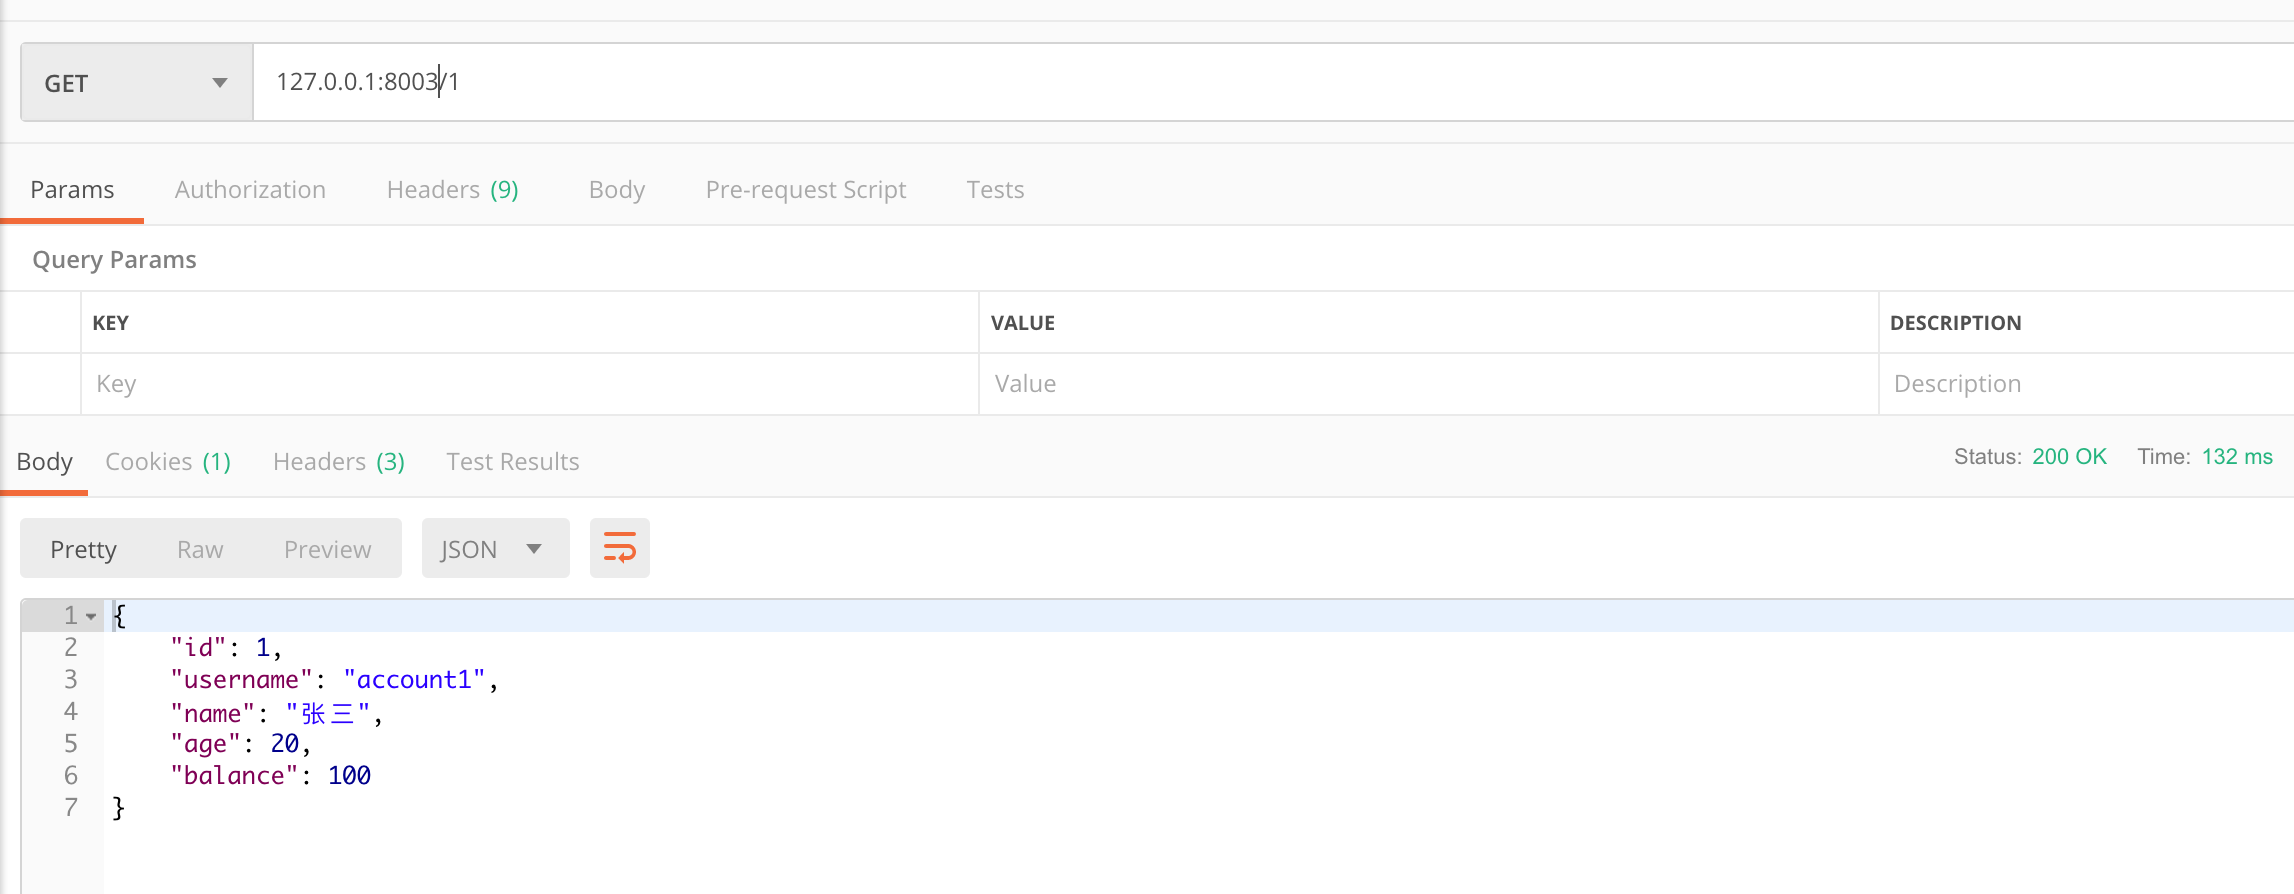 GET 127.0.0.1:8003/1
Params Authorization Headers (9) Body Pre-request Script Tests
Query Params
KEY VALUE DESCRIPTION
Key Value Description
Body Cookies (1) Headers (3) Test Results Status: 200 OK Time: 132 ms
Pretty Raw Preview JSON
1 {
2 "id": 1,
3 "username": "account1",
4 "name": "张三",
5 "age": 20,
6 "balance": 100
7 }